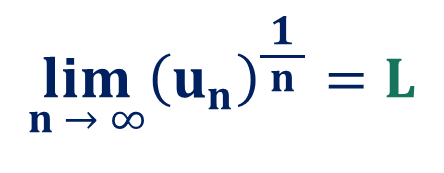 lim (uₙ)^(1/n) = L
n → ∞